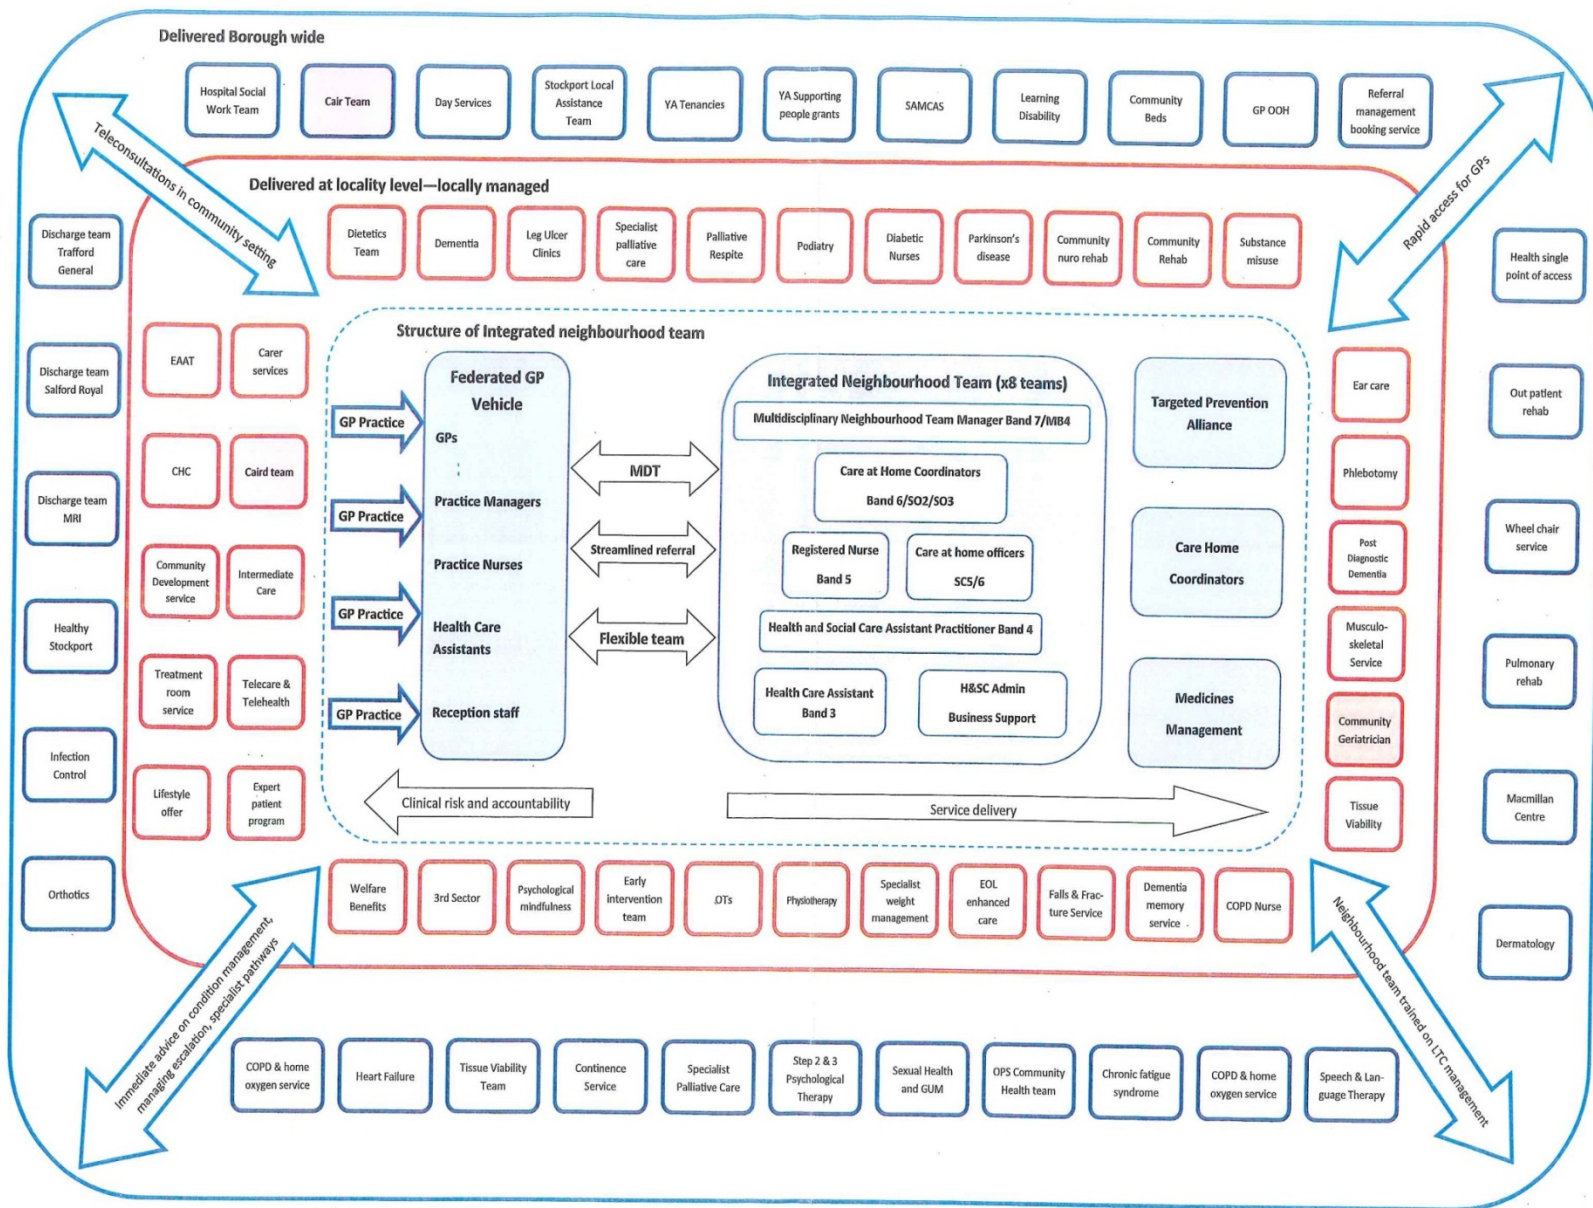 Delivered Borough wide
Hospital Social
Work Team
Cair Team
Day Services
Stockport Local
Assistance
Team
YA Tenancies
YA Supporting
people grants
SAMCAS
Learning
Disability
Community
Beds
GP OOH
Referral
management
booking service
Teleconsultations in community setting
Rapid access for GPs
Delivered at locality level—locally managed
Dietetics
Team
Dementia
Leg Ulcer
Clinics
Specialist
palliative
care
Palliative
Respite
Podiatry
Diabetic
Nurses
Parkinson's
disease
Community
nuro rehab
Community
Rehab
Substance
misuse
Discharge team
Trafford
General
Discharge team
Salford Royal
Discharge team
MRI
Healthy
Stockport
Infection
Control
Orthotics
EAAT
Carer
services
CHC
Caird team
Community
Development
service
Intermediate
Care
Treatment
room
service
Telecare &
Telehealth
Lifestyle
offer
Expert
patient
program
Structure of Integrated neighbourhood team
GP Practice
GP Practice
GP Practice
GP Practice
Federated GP
Vehicle
GPs
Practice Managers
Practice Nurses
Health Care
Assistants
Reception staff
MDT
Streamlined referral
Flexible team
Integrated Neighbourhood Team (x8 teams)
Multidisciplinary Neighbourhood Team Manager Band 7/MB4
Care at Home Coordinators
Band 6/SO2/SO3
Registered Nurse
Band 5
Care at home officers
SC5/6
Health and Social Care Assistant Practitioner Band 4
Health Care Assistant
Band 3
H&SC Admin
Business Support
Targeted Prevention
Alliance
Care Home
Coordinators
Medicines
Management
Clinical risk and accountability
Service delivery
Ear care
Phlebotomy
Post
Diagnostic
Dementia
Musculo-
skeletal
Service
Community
Geriatrician
Tissue
Viability
Health single
point of access
Out patient
rehab
Wheel chair
service
Pulmonary
rehab
Macmillan
Centre
Dermatology
Welfare
Benefits
3rd Sector
Psychological
mindfulness
Early
intervention
team
OTs
Physiotherapy
Specialist
weight
management
EOL
enhanced
care
Falls & Frac-
ture Service
Dementia
memory
service
COPD Nurse
Immediate advice on condition management,
managing escalation, specialist pathways
Neighbourhood team trained on LTC management
COPD & home
oxygen service
Heart Failure
Tissue Viability
Team
Continence
Service
Specialist
Palliative Care
Step 2 & 3
Psychological
Therapy
Sexual Health
and GUM
OPS Community
Health team
Chronic fatigue
syndrome
COPD & home
oxygen service
Speech & Lan-
guage Therapy